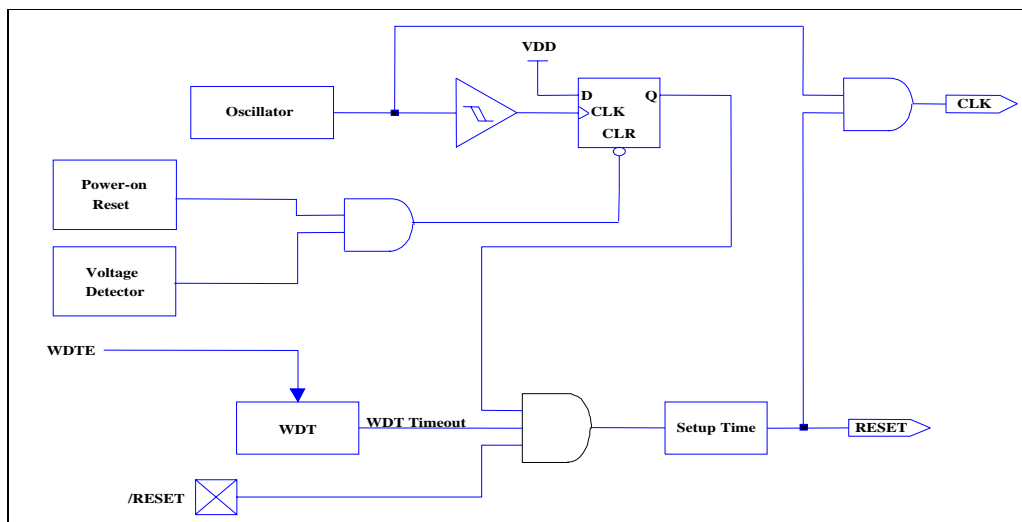 VDD
Oscillator
D
Q
CLK
CLR
CLK
Power-on
Reset
Voltage
Detector
WDTE
WDT
WDT Timeout
Setup Time
RESET
/RESET